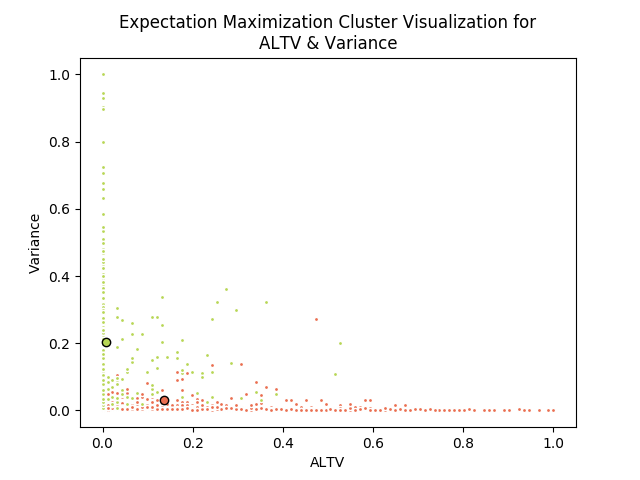 Expectation Maximization Cluster Visualization for
ALTV & Variance
1.0
0.8
0.6
0.4
0.2
0.0
Variance
0.0 0.2 0.4 0.6 0.8 1.0
ALTV